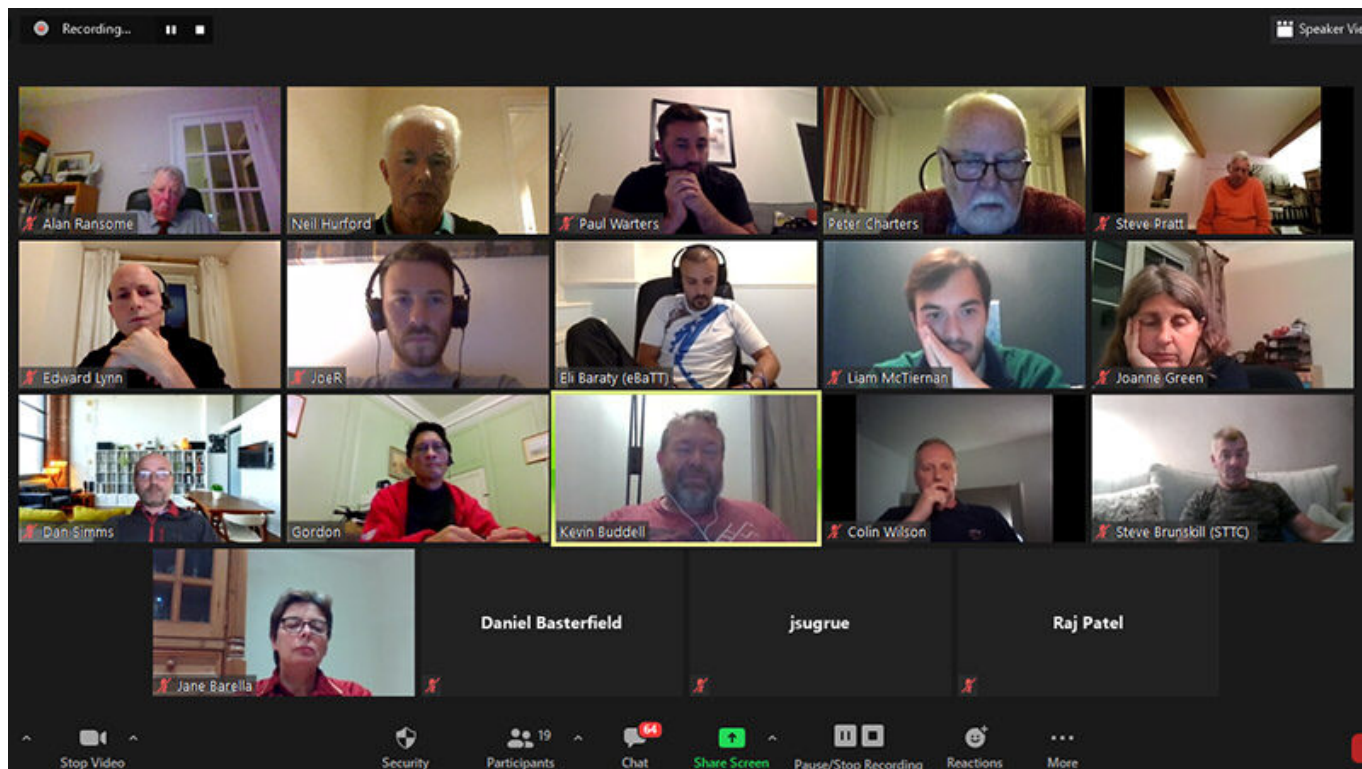 Recording...
Speaker Vie
Alan Ransome
Neil Hurford
Paul Warters
Peter Charters
Steve Pratt
Edward Lynn
JoeR
Eli Baraty (eBaTT)
Liam McTiernan
Joanne Green
Dan Simms
Gordon
Kevin Buddell
Colin Wilson
Steve Brunskill (STTC)
Jane Barella
Daniel Basterfield
jsugrue
Raj Patel
19
64
Stop Video
Security
Participants
Chat
Share Screen
Pause/Stop Recording
Reactions
More